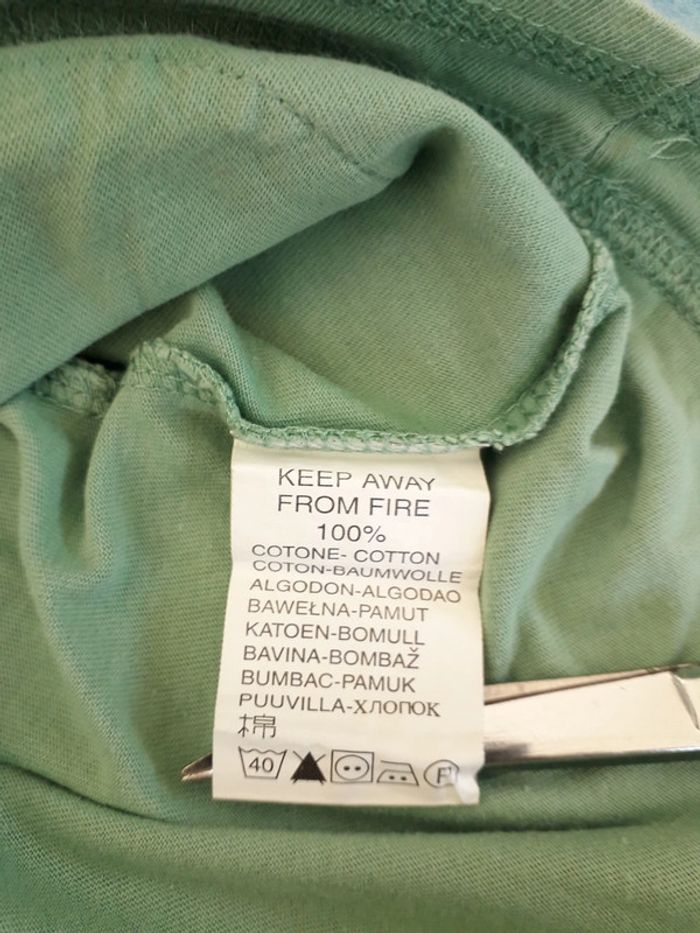 KEEP AWAY
FROM FIRE
100%
COTONE- COTTON
COTON-BAUMWOLLE
ALGODON-ALGODAO
BAWEŁNA-PAMUT
KATOEN-BOMULL
BAVINA-BOMBAŽ
BUMBAC-PAMUK
PUUVILLA-ХЛОПОК
棉
40 F